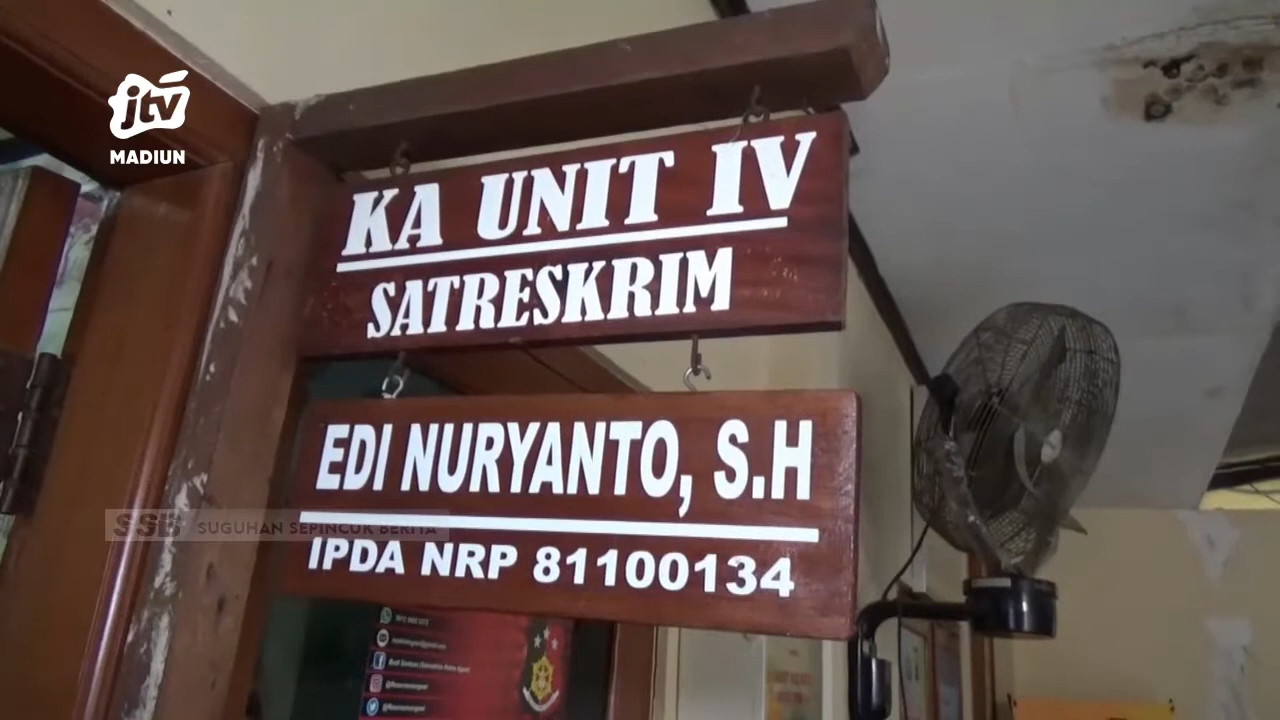 jtv
MADIUN
KA UNIT IV
SATRESKRIM
EDI NURYANTO, S.H
IPDA NRP 81100134
SSB SUGUHAN SEPINCUK BERITA